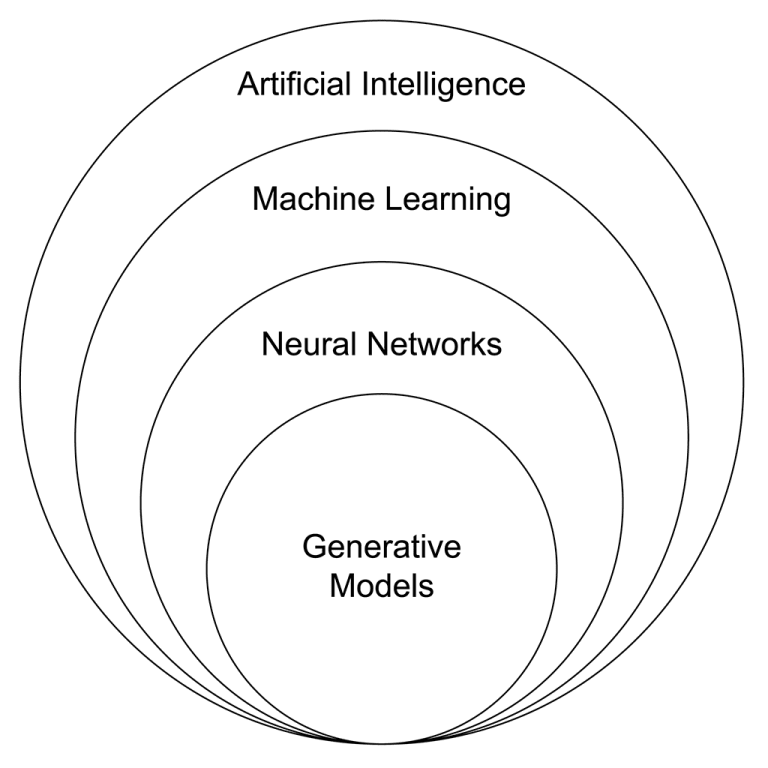 Artificial Intelligence
Machine Learning
Neural Networks
Generative
Models